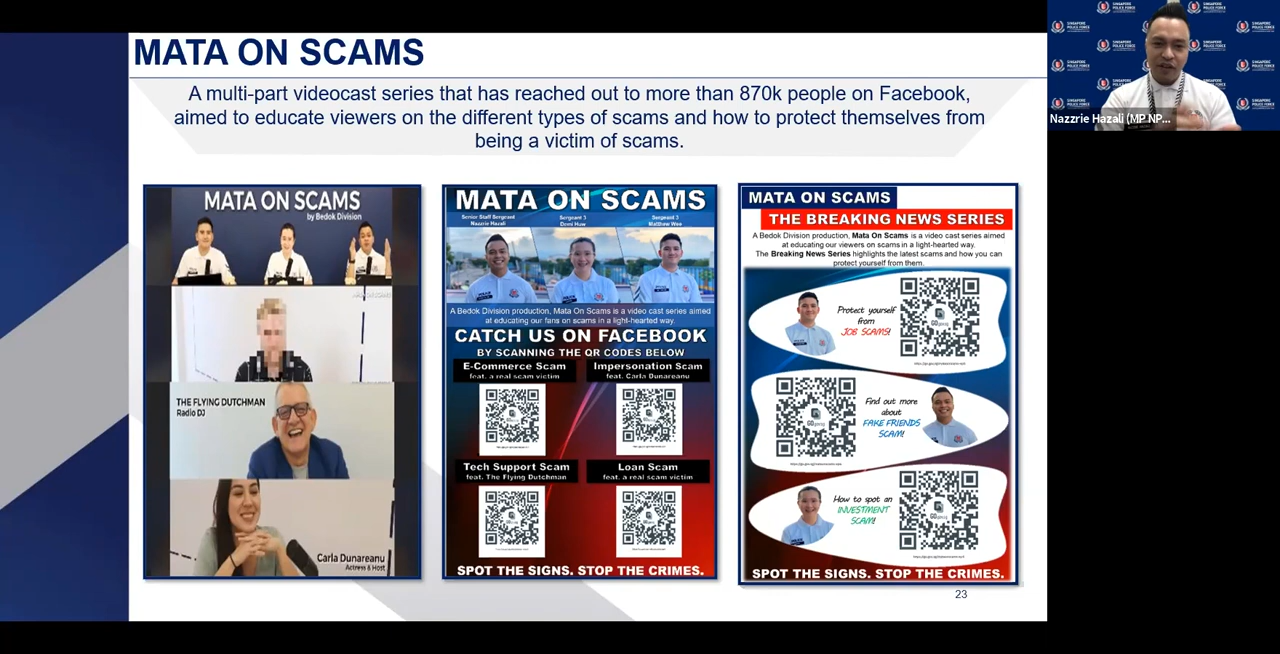 MATA ON SCAMS
A multi-part videocast series that has reached out to more than 870k people on Facebook,
aimed to educate viewers on the different types of scams and how to protect themselves from
being a victim of scams.
MATA ON SCAMS
by Bedok Division
THE FLYING DUTCHMAN
Radio DJ
Carla Dunareanu
Actress & Host
MATA ON SCAMS
Senior Staff Sergeant
Nazzrie Hazali
Sergeant 3
Demi Huw
Sergeant 3
Matthew Wee
A Bedok Division production, Mata On Scams is a video cast series aimed
at educating our fans on scams in a light-hearted way.
CATCH US ON FACEBOOK
BY SCANNING THE QR CODES BELOW
E-Commerce Scam
feat. a real scam victim
Impersonation Scam
feat. Carla Dunareanu
Tech Support Scam
feat. The Flying Dutchman
Loan Scam
feat. a real scam victim
SPOT THE SIGNS. STOP THE CRIMES.
MATA ON SCAMS
THE BREAKING NEWS SERIES
A Bedok Division production, Mata On Scams is a video cast series aimed
at educating our viewers on scams in a light-hearted way.
The Breaking News Series highlights the latest scams and how you can
protect yourself from them.
Protect yourself
from
JOB SCAMS!
Find out more
about
FAKE FRIENDS
SCAM!
How to spot an
INVESTMENT
SCAM!
SPOT THE SIGNS. STOP THE CRIMES.
23
SINGAPORE
POLICE FORCE
Nazzrie Hazali (MP NP...